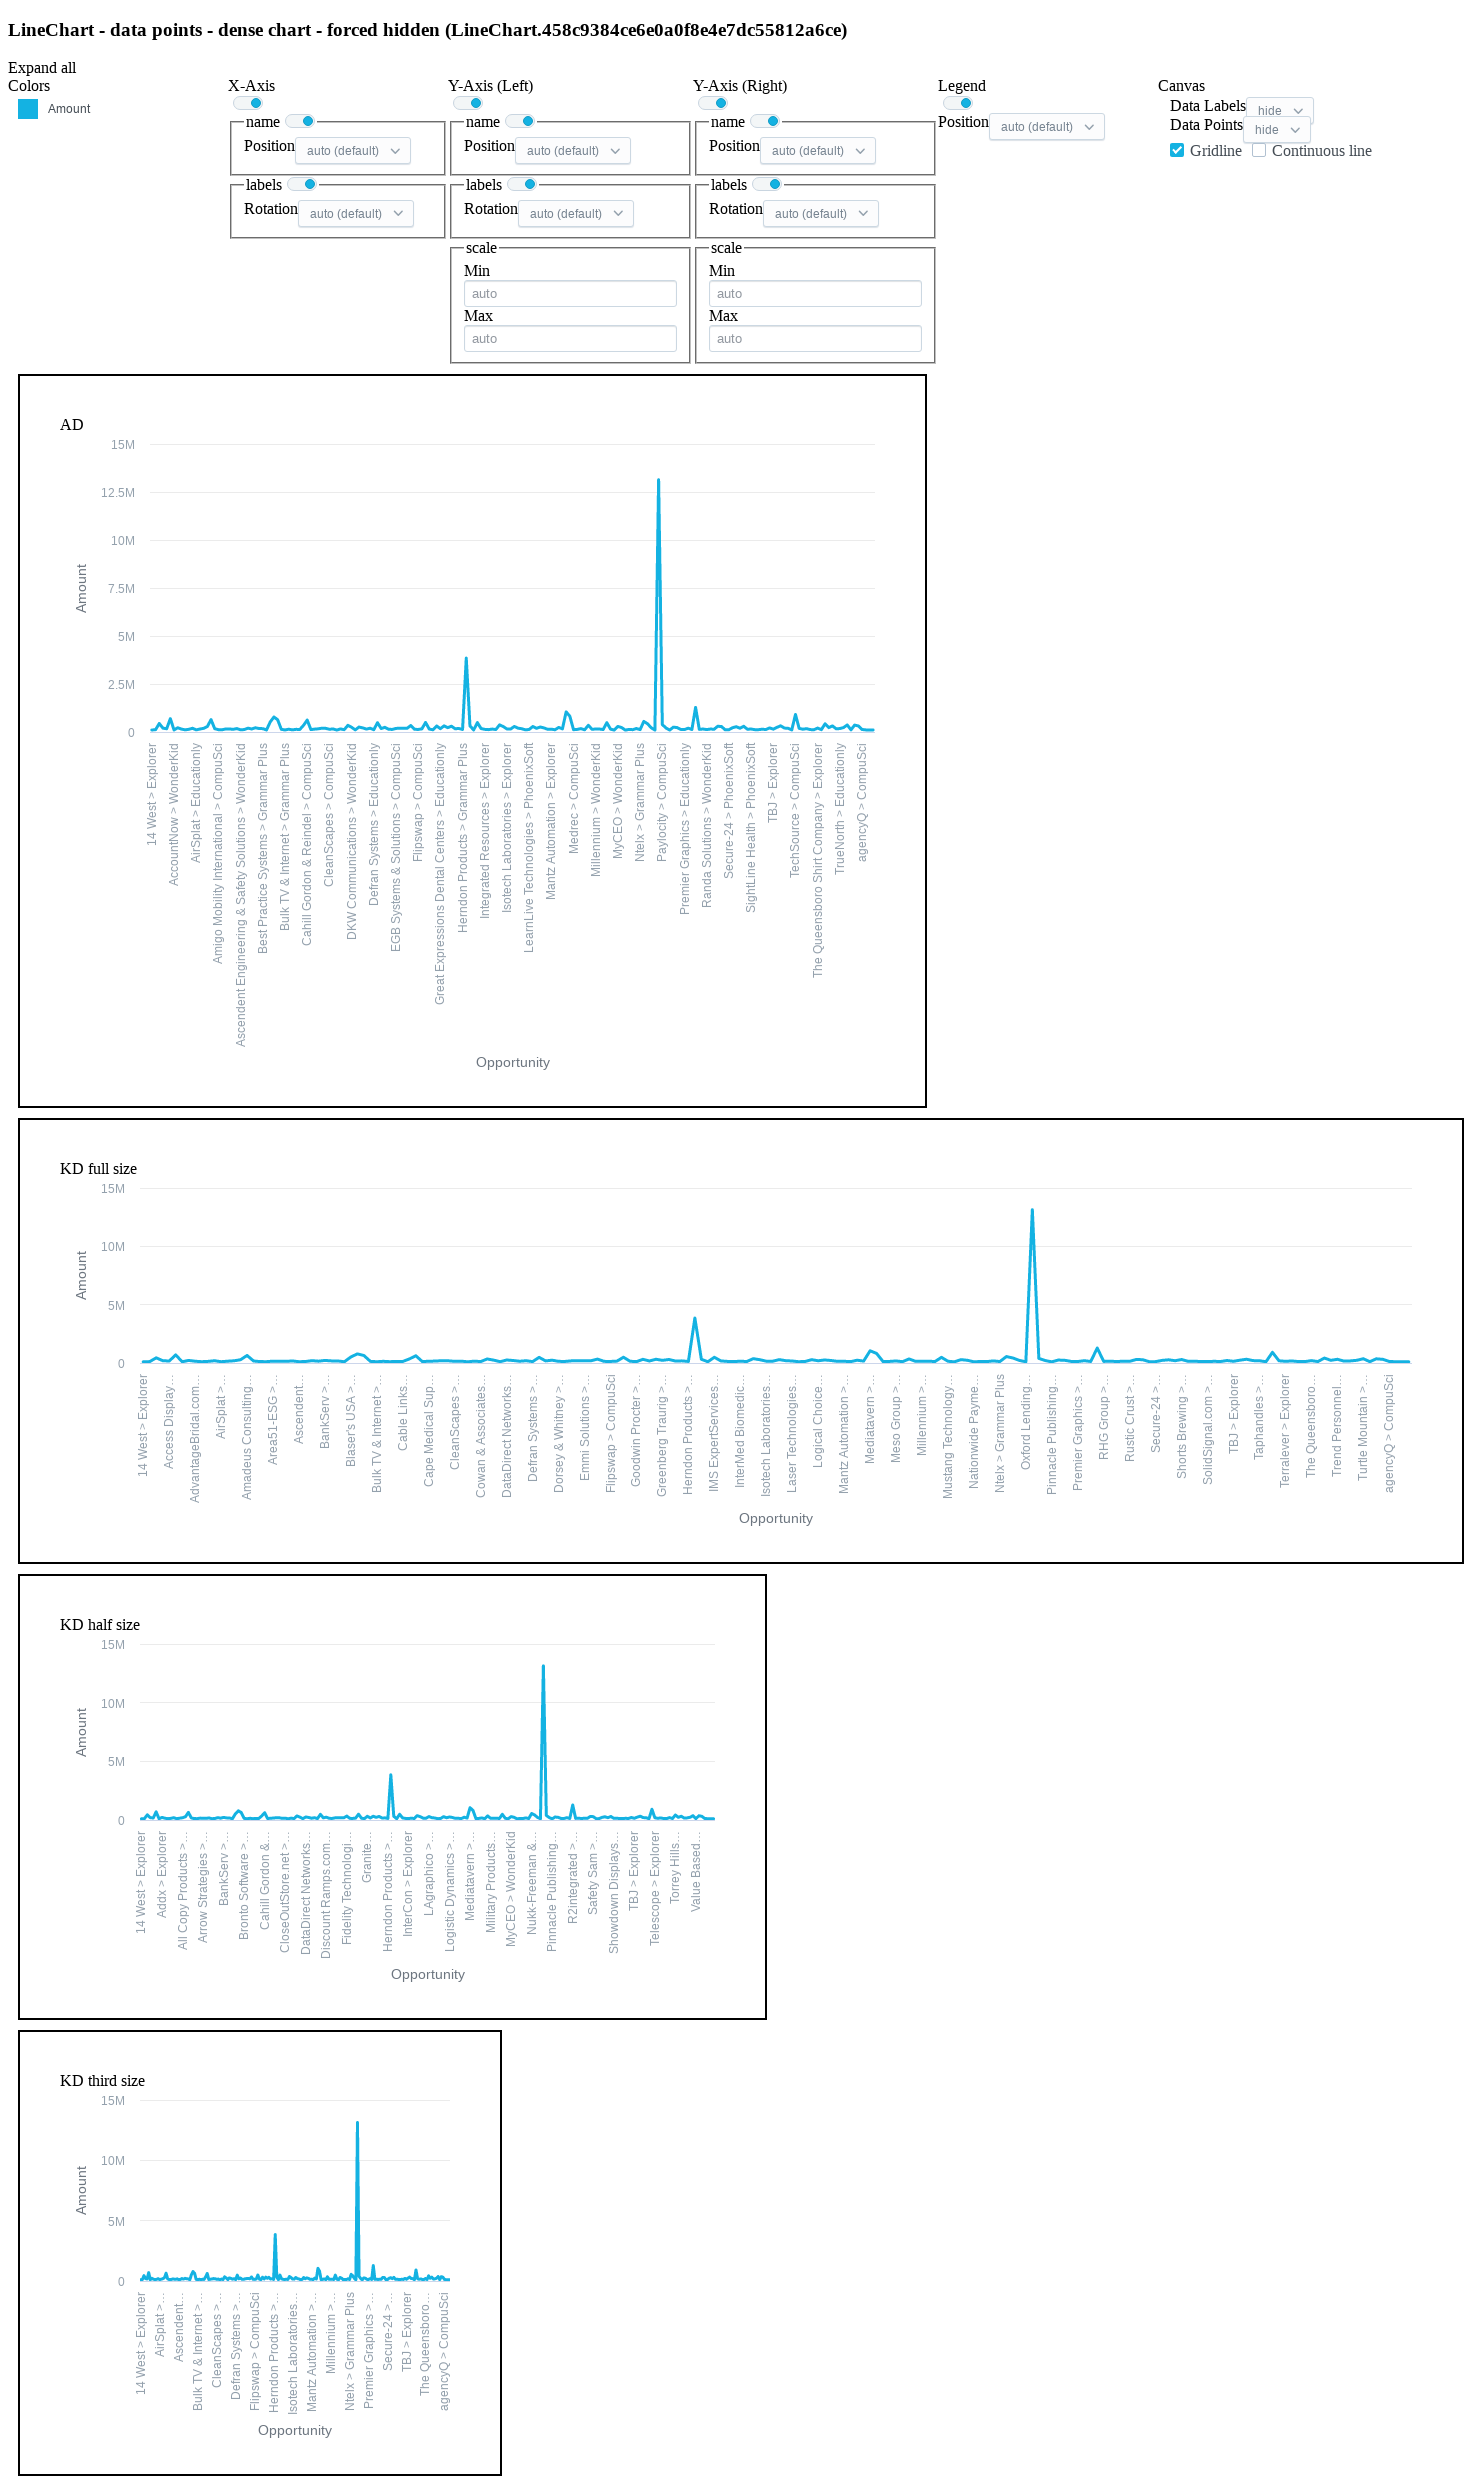 LineChart - data points - dense chart - forced hidden (LineChart.458c9384ce6e0a0f8e4e7dc55812a6ce)
Expand all
Colors
Amount
X-Axis
name
Position auto (default)
labels
Rotation auto (default)
Y-Axis (Left)
name
Position auto (default)
labels
Rotation auto (default)
scale
Min
auto
Max
auto
Y-Axis (Right)
name
Position auto (default)
labels
Rotation auto (default)
scale
Min
auto
Max
auto
Legend
Position auto (default)
Canvas
Data Labels hide
Data Points hide
Gridline Continuous line
AD
15M
12.5M
10M
7.5M
5M
2.5M
0
Amount
14 West > Explorer
AccountNow > WonderKid
AirSplat > Educationly
Amigo Mobility International > CompuSci
Ascendent Engineering & Safety Solutions > WonderKid
Best Practice Systems > Grammar Plus
Bulk TV & Internet > Grammar Plus
Cahill Gordon & Reindel > CompuSci
CleanScapes > CompuSci
DKW Communications > WonderKid
Defran Systems > Educationly
EGB Systems & Solutions > CompuSci
Flipswap > CompuSci
Great Expressions Dental Centers > Educationly
Herndon Products > Grammar Plus
Integrated Resources > Explorer
Isotech Laboratories > Explorer
LearnLive Technologies > PhoenixSoft
Mantz Automation > Explorer
Medrec > CompuSci
Millennium > WonderKid
MyCEO > WonderKid
Ntelx > Grammar Plus
Paylocity > CompuSci
Premier Graphics > Educationly
Randa Solutions > WonderKid
Secure-24 > PhoenixSoft
SightLine Health > PhoenixSoft
TBJ > Explorer
TechSource > CompuSci
The Queensboro Shirt Company > Explorer
TrueNorth > Educationly
agencyQ > CompuSci
Opportunity
KD full size
15M
10M
5M
0
Amount
14 West > Explorer
Access Display…
AdvantageBridal.com…
AirSplat >…
Amadeus Consulting
Area51-ESG >…
Ascendent…
BankServ >…
Blaser's USA >…
Bulk TV & Internet >…
Cable Links
Cape Medical Sup
CleanScapes >…
Cowan & Associates…
DataDirect Networks…
Defran Systems >…
Dorsey & Whitney >…
Emmi Solutions >…
Flipswap > CompuSci
Goodwin Procter >…
Greenberg Traurig >…
Herndon Products >…
IMS ExpertServices…
InterMed Biomedic…
Isotech Laboratories…
Laser Technologies…
Logical Choice…
Mantz Automation >
Mediatavern >…
Meso Group >…
Millennium >…
Mustang Technology…
Nationwide Payme…
Ntelx > Grammar Plus
Oxford Lending…
Pinnacle Publishing…
Premier Graphics >…
RHG Group >…
Rustic Crust >…
Secure-24 >…
Shorts Brewing >…
SolidSignal.com >…
TBJ > Explorer
Taphandles >…
Terralever > Explorer
The Queensboro…
Trend Personnel…
Turtle Mountain >…
agencyQ > CompuSci
Opportunity
KD half size
15M
10M
5M
0
Amount
14 West > Explorer
Addx > Explorer
All Copy Products >…
Arrow Strategies >…
BankServ >…
Bronto Software >…
Cahill Gordon &…
CloseOutStore.net >…
DataDirect Networks…
Discount Ramps.com…
Fidelity Technologi…
Granite…
Herndon Products >…
InterCon > Explorer
LAgraphico >…
Logistic Dynamics >…
Mediatavern >…
Military Products…
MyCEO > WonderKid
Nukk-Freeman &…
Pinnacle Publishing…
R2integrated >…
Safety Sam >…
Showdown Displays…
TBJ > Explorer
Telescope > Explorer
Torrey Hills…
Value Based…
Opportunity
KD third size
15M
10M
5M
0
Amount
14 West > Explorer
AirSplat >…
Ascendent…
Bulk TV & Internet >…
CleanScapes >…
Defran Systems >…
Flipswap > CompuSci
Herndon Products >…
Isotech Laboratories…
Mantz Automation >…
Millennium >…
Ntelx > Grammar Plus
Premier Graphics >…
Secure-24 >…
TBJ > Explorer
The Queensboro…
agencyQ > CompuSci
Opportunity